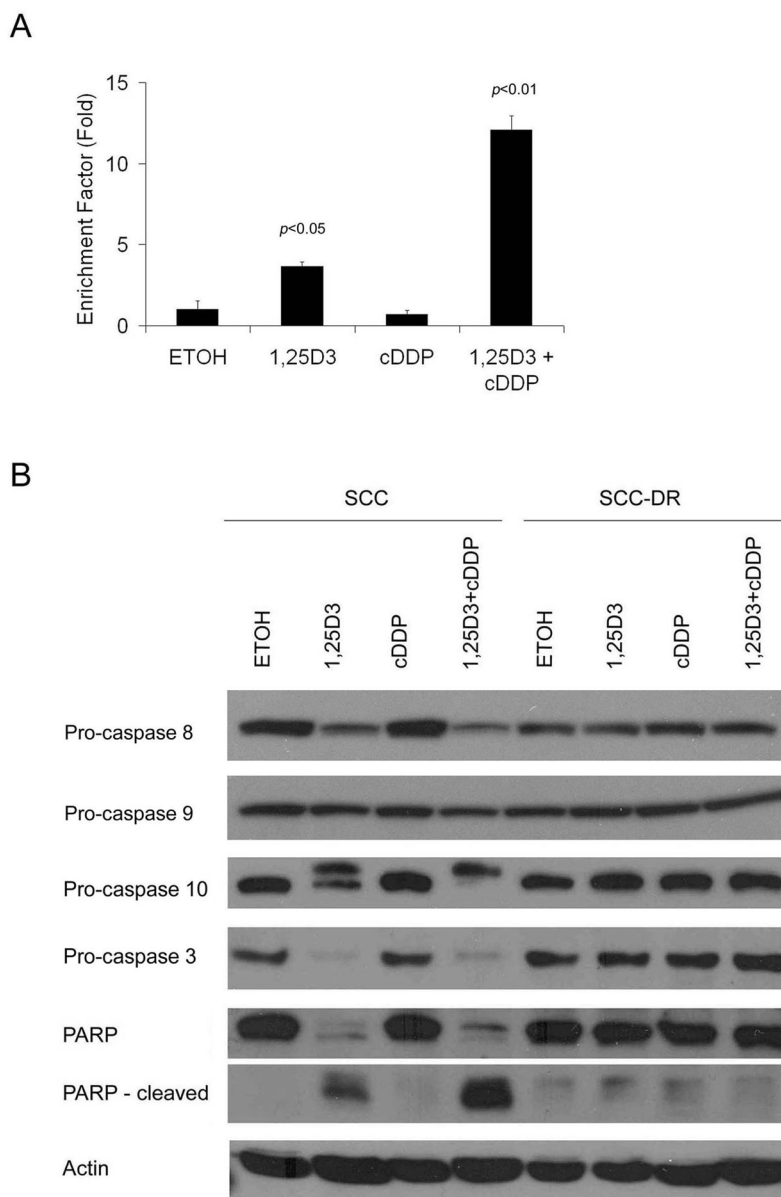 A
Enrichment Factor (Fold)
15
10
5
0
p<0.05
p<0.01
ETOH
1,25D3
cDDP
1,25D3 +
cDDP
B
SCC
SCC-DR
ETOH
1,25D3
cDDP
1,25D3+cDDP
ETOH
1,25D3
cDDP
1,25D3+cDDP
Pro-caspase 8
Pro-caspase 9
Pro-caspase 10
Pro-caspase 3
PARP
PARP - cleaved
Actin